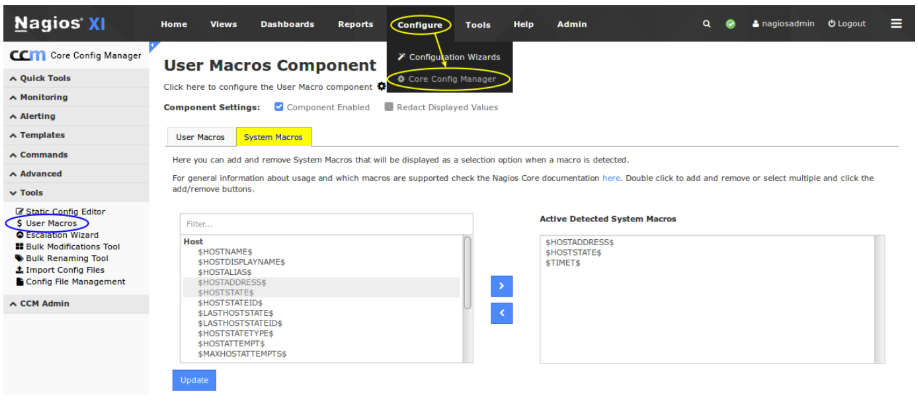 Nagios® XI Home Views Dashboards Reports Configure Tools Help Admin nagiosadmin Logout
Configuration Wizards
Core Config Manager
CCM Core Config Manager
Quick Tools
Monitoring
Alerting
Templates
Commands
Advanced
Tools
Static Config Editor
$ User Macros
Escalation Wizard
Bulk Modifications Tool
Bulk Renaming Tool
Import Config Files
Config File Management
CCM Admin
User Macros Component
Click here to configure the User Macro component
Component Settings: Component Enabled Redact Displayed Values
User Macros System Macros
Here you can add and remove System Macros that will be displayed as a selection option when a macro is detected.
For general information about usage and which macros are supported check the Nagios Core documentation here. Double click to add and remove or select multiple and click the
add/remove buttons.
Filter...
Host
$HOSTNAME$
$HOSTDISPLAYNAME$
$HOSTALIAS$
$HOSTADDRESS$
$HOSTSTATE$
$HOSTSTATEID$
$LASTHOSTSTATE$
$LASTHOSTSTATEID$
$HOSTSTATETYPE$
$HOSTATTEMPT$
$MAXHOSTATTEMPTS$
Active Detected System Macros
$HOSTADDRESS$
$HOSTSTATE$
$TIMET$
Update